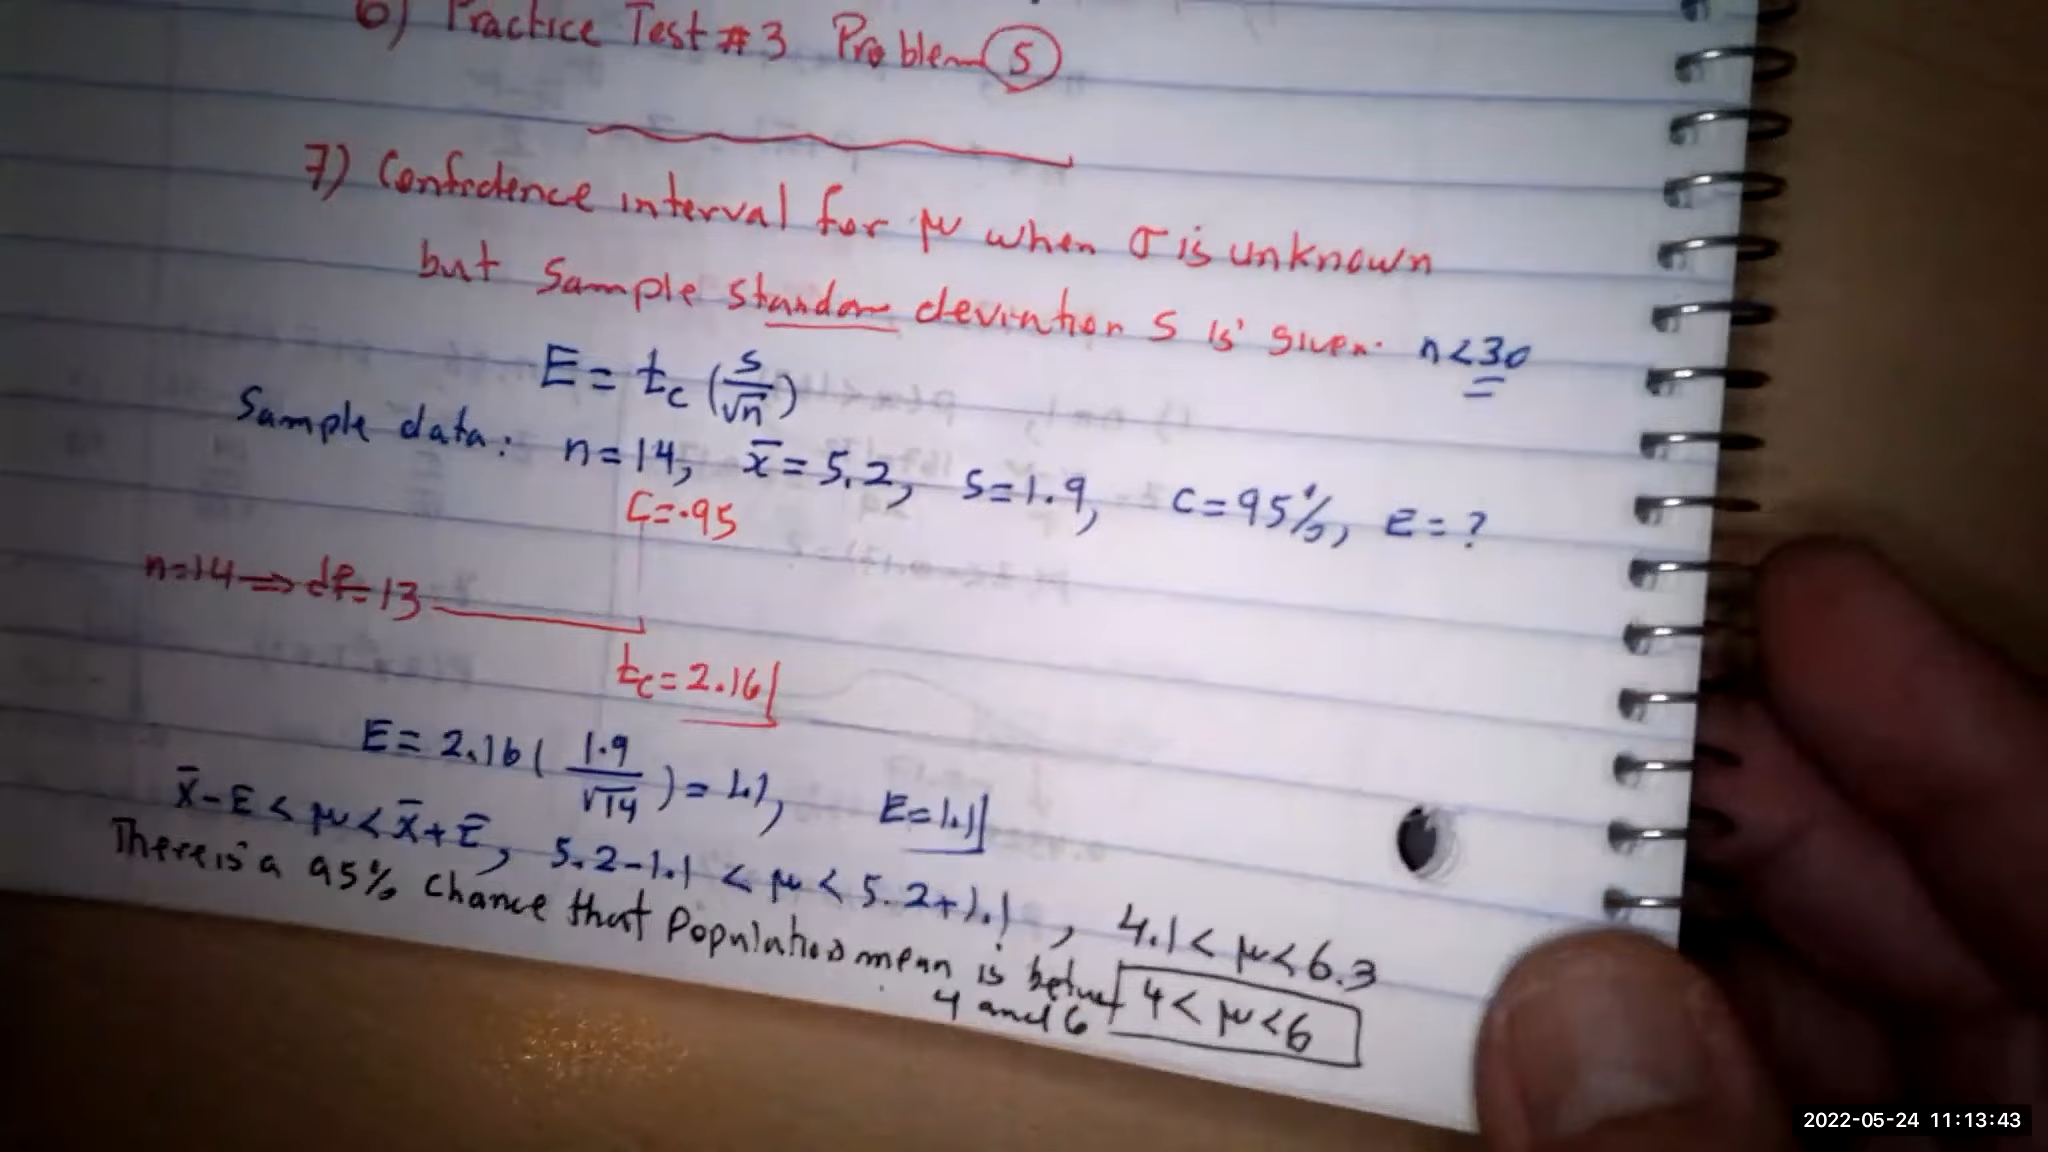 6) Practice Test #3 Problem 5
7) Confidence interval for μ when σ is unknown
but Sample standar deviation S is given. n<30
E = tc (s/√n)
Sample data: n=14, x̄=5.2, s=1.9, C=95%, E=?
C=.95
n=14 ⇒ df=13
tc=2.16
E= 2.16 (1.9/√14) = 1.1, E=1.1
x̄-E < μ < x̄+E, 5.2-1.1 < μ < 5.2+1.1, 4.1< μ <6.3
There is a 95% chance that Population mean is between
4 and 6
4< μ <6
2022-05-24 11:13:43